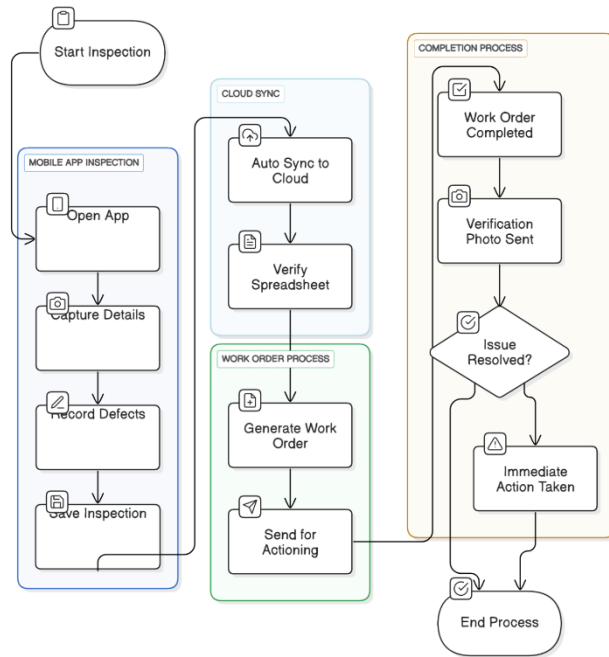 Start Inspection
MOBILE APP INSPECTION
Open App
Capture Details
Record Defects
Save Inspection
CLOUD SYNC
Auto Sync to
Cloud
Verify
Spreadsheet
WORK ORDER PROCESS
Generate Work
Order
Send for
Actioning
COMPLETION PROCESS
Work Order
Completed
Verification
Photo Sent
Issue
Resolved?
Immediate
Action Taken
End Process